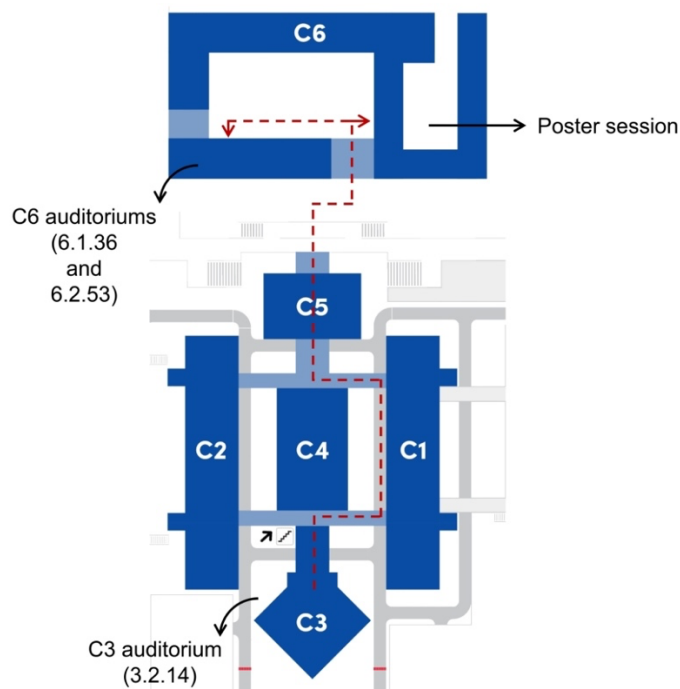 C6
Poster session
C6 auditoriums
(6.1.36
and
6.2.53)
C5
C2
C4
C1
C3
C3 auditorium
(3.2.14)